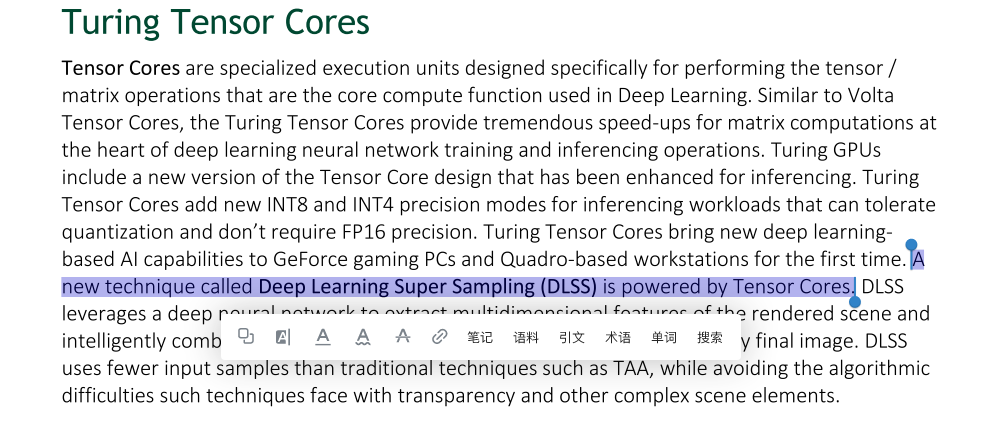 Turing Tensor Cores
Tensor Cores are specialized execution units designed specifically for performing the tensor /
matrix operations that are the core compute function used in Deep Learning. Similar to Volta
Tensor Cores, the Turing Tensor Cores provide tremendous speed-ups for matrix computations at
the heart of deep learning neural network training and inferencing operations. Turing GPUs
include a new version of the Tensor Core design that has been enhanced for inferencing. Turing
Tensor Cores add new INT8 and INT4 precision modes for inferencing workloads that can tolerate
quantization and don’t require FP16 precision. Turing Tensor Cores bring new deep learning-
based AI capabilities to GeForce gaming PCs and Quadro-based workstations for the first time. A
new technique called Deep Learning Super Sampling (DLSS) is powered by Tensor Cores. DLSS
leverages a deep neural network to extract multidimensional features of the rendered scene and
intelligently comb y final image. DLSS
笔记 语料 引文 术语 单词 搜索
uses fewer input samples than traditional techniques such as TAA, while avoiding the algorithmic
difficulties such techniques face with transparency and other complex scene elements.